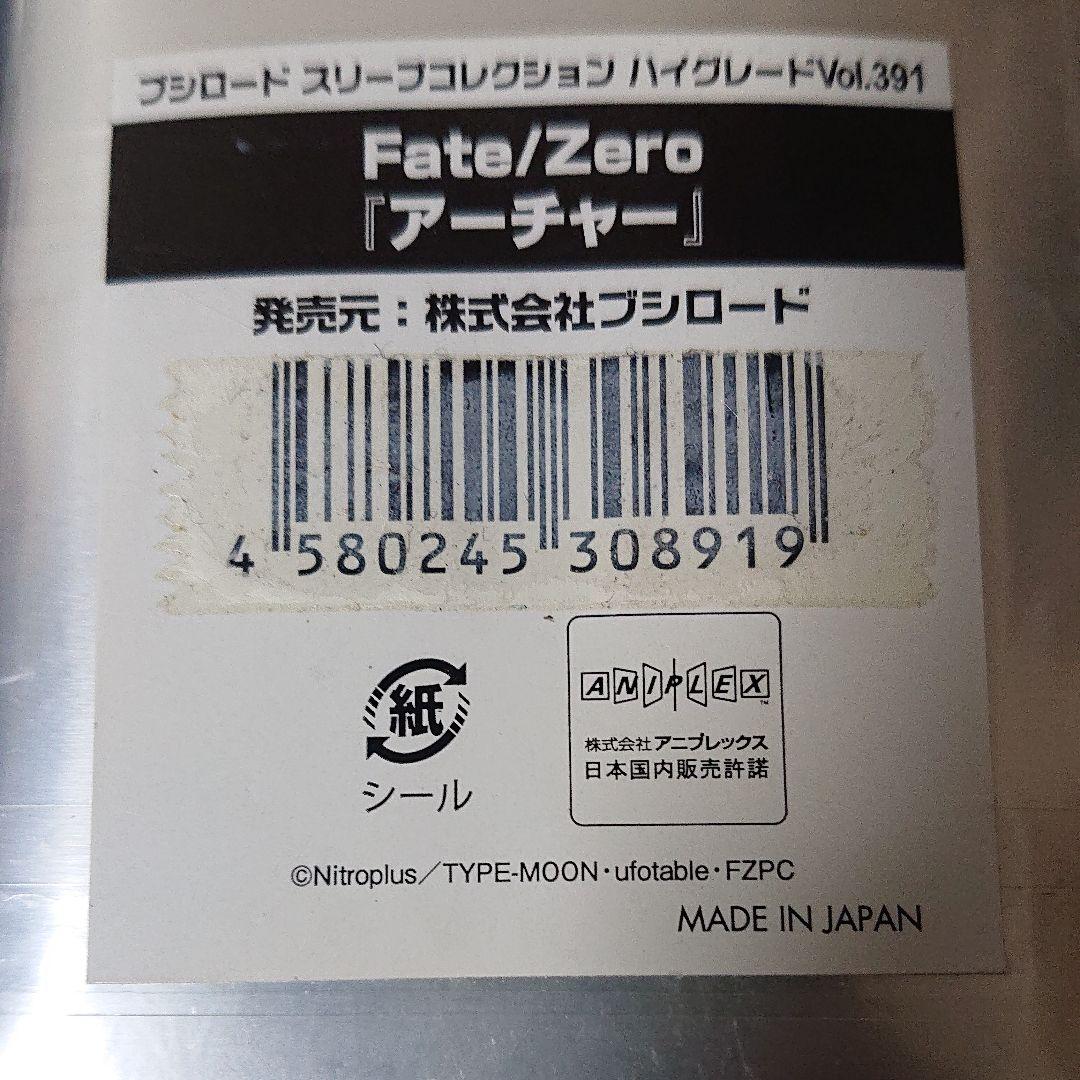 ブシロード スリーブコレクション ハイグレードVol.391
Fate/Zero
『アーチャー』
発売元：株式会社ブシロード
4 580245 308919
紙
シール
ANIPLEX™
株式会社アニプレックス
日本国内販売許諾
©Nitroplus／TYPE-MOON・ufotable・FZPC
MADE IN JAPAN